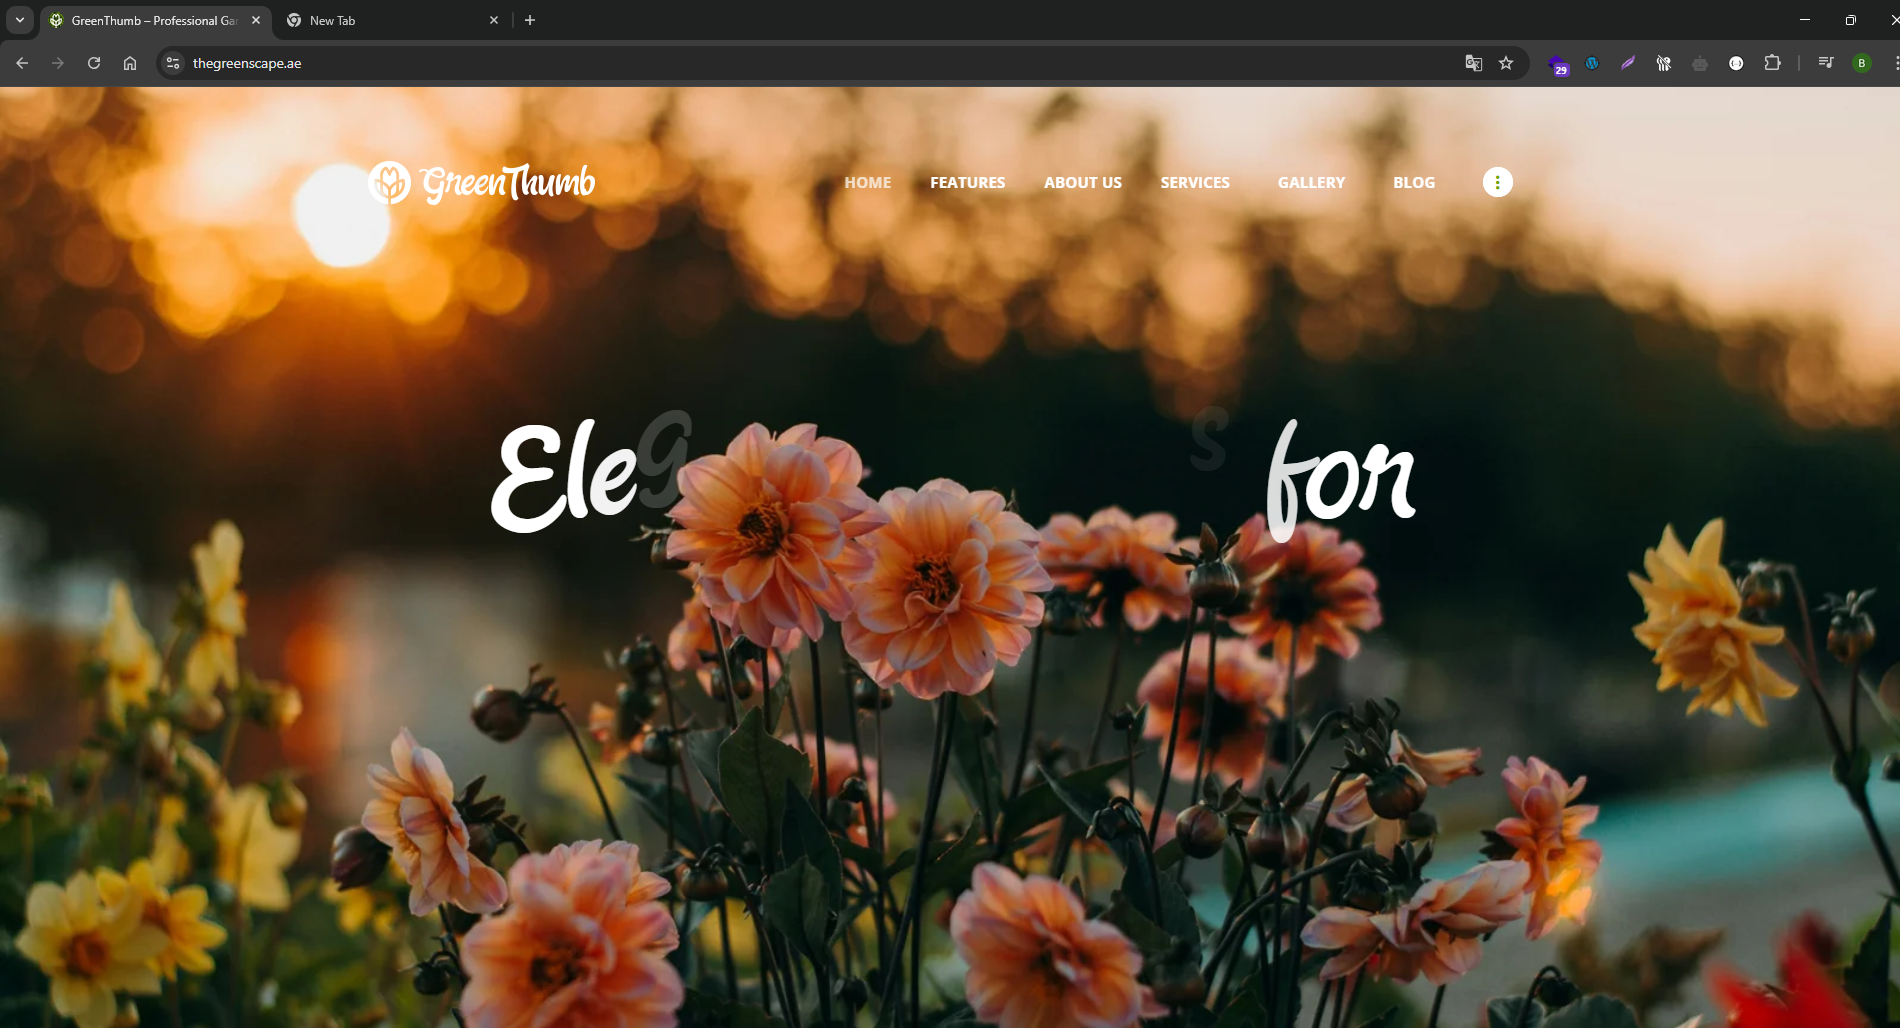 GreenThumb – Professional Ga
New Tab
thegreenscape.ae
29
B
GreenThumb
HOME
FEATURES
ABOUT US
SERVICES
GALLERY
BLOG
EleG s for